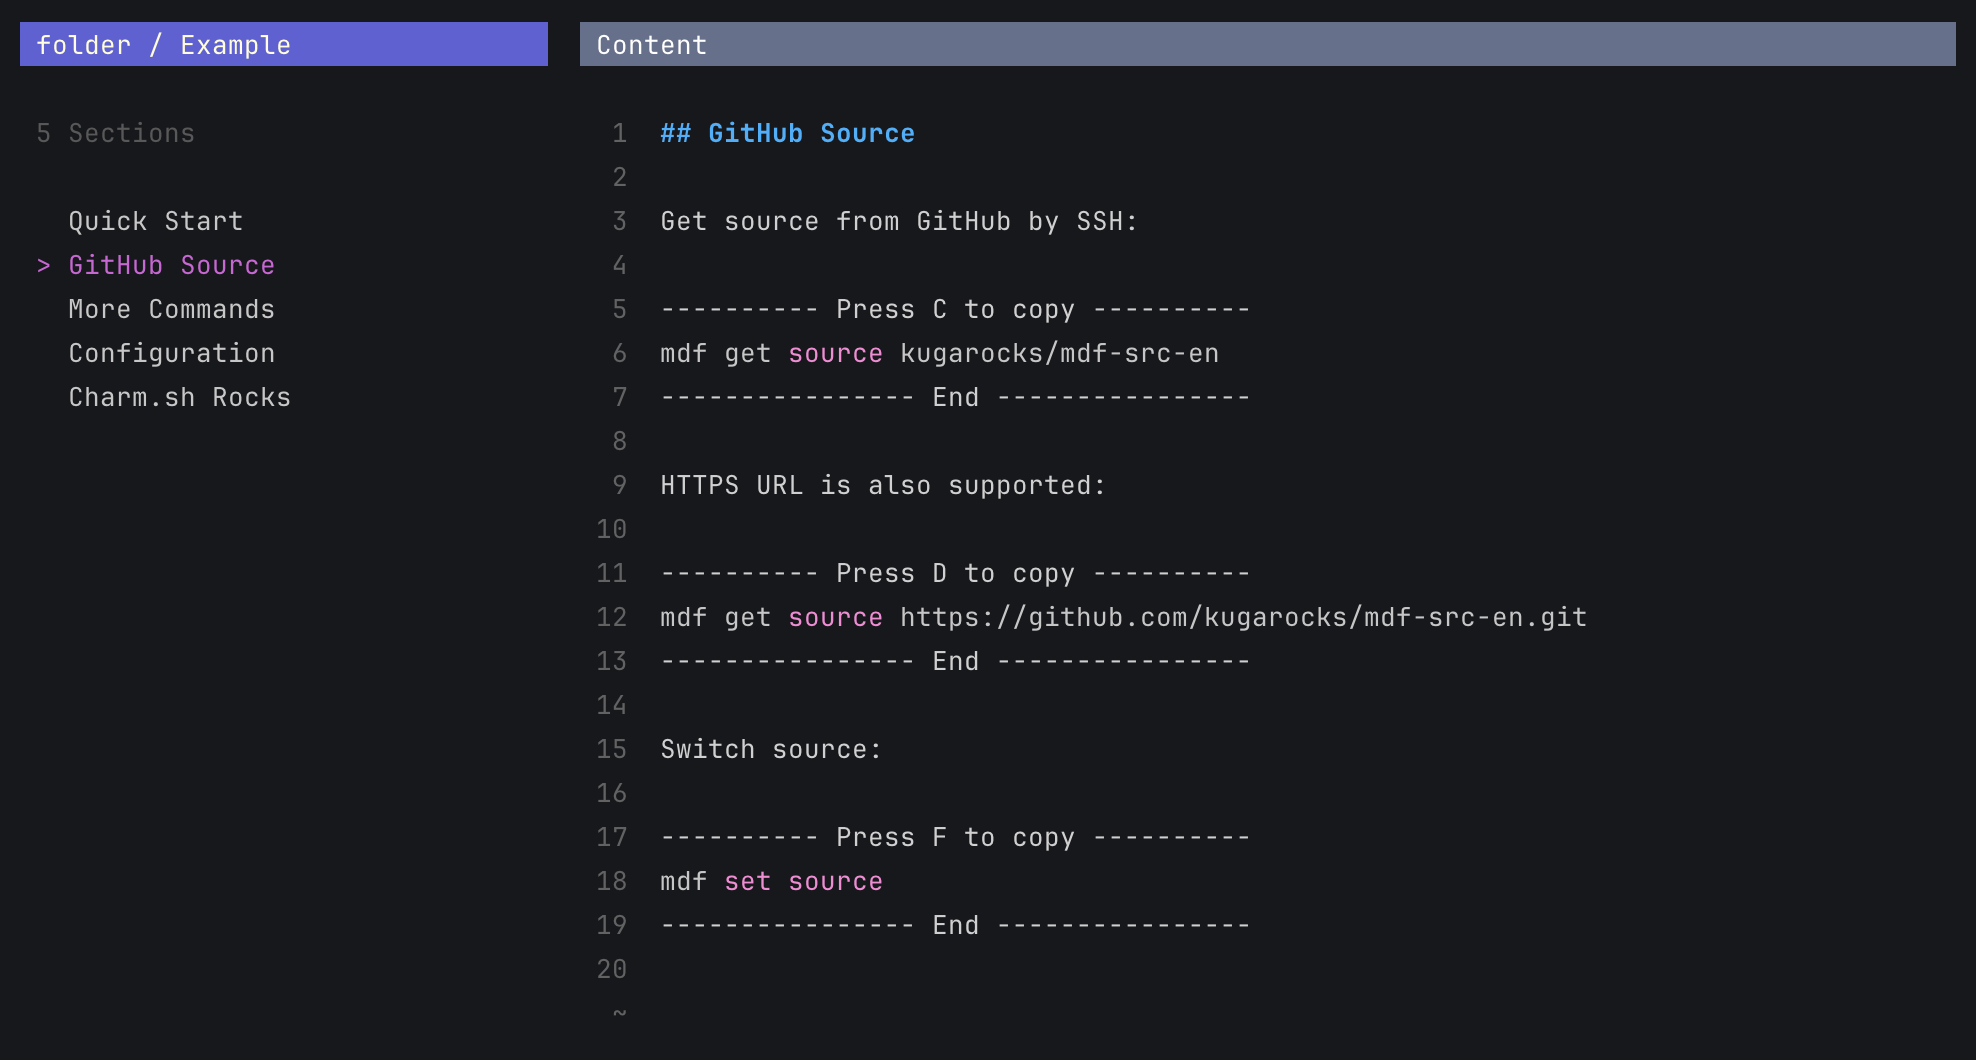 folder / Example
5 Sections
Quick Start
> GitHub Source
More Commands
Configuration
Charm.sh Rocks
Content
1 ## GitHub Source
2
3 Get source from GitHub by SSH:
4
5 ---------- Press C to copy ----------
6 mdf get source kugarocks/mdf-src-en
7 ---------------- End ----------------
8
9 HTTPS URL is also supported:
10
11 ---------- Press D to copy ----------
12 mdf get source https://github.com/kugarocks/mdf-src-en.git
13 ---------------- End ----------------
14
15 Switch source:
16
17 ---------- Press F to copy ----------
18 mdf set source
19 ---------------- End ----------------
20
~